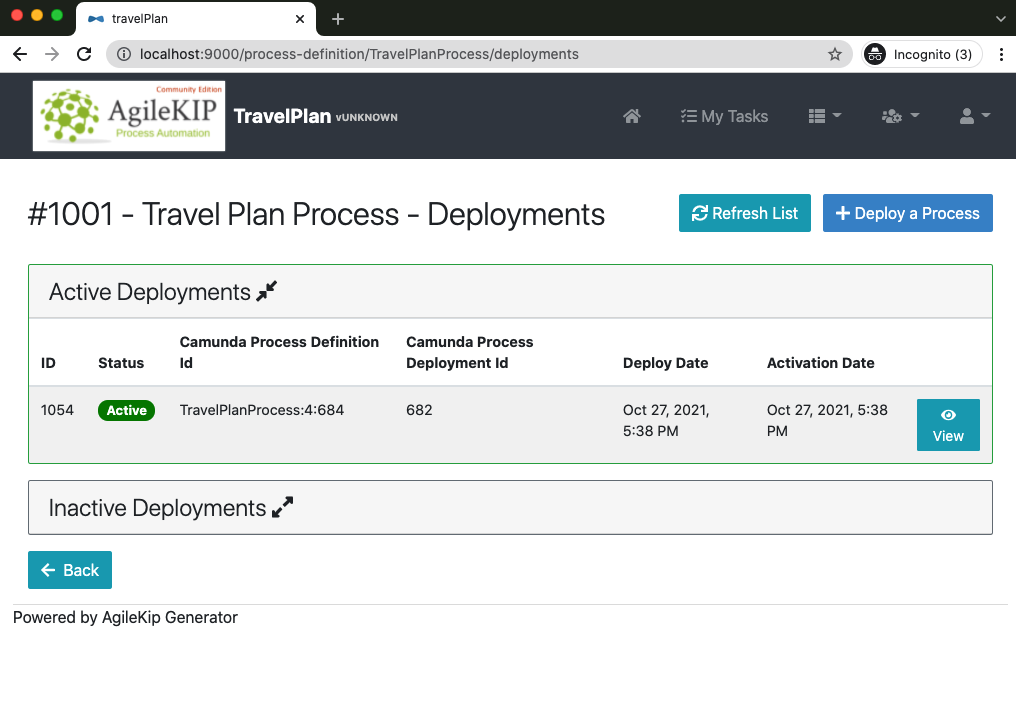 travelPlan
localhost:9000/process-definition/TravelPlanProcess/deployments
Incognito (3)
Community Edition
AgileKIP
Process Automation
TravelPlan vUNKNOWN
My Tasks
#1001 - Travel Plan Process - Deployments
Refresh List
Deploy a Process
Active Deployments
ID Status Camunda Process Definition Id Camunda Process Deployment Id Deploy Date Activation Date
1054 Active TravelPlanProcess:4:684 682 Oct 27, 2021, 5:38 PM Oct 27, 2021, 5:38 PM View
Inactive Deployments
Back
Powered by AgileKip Generator